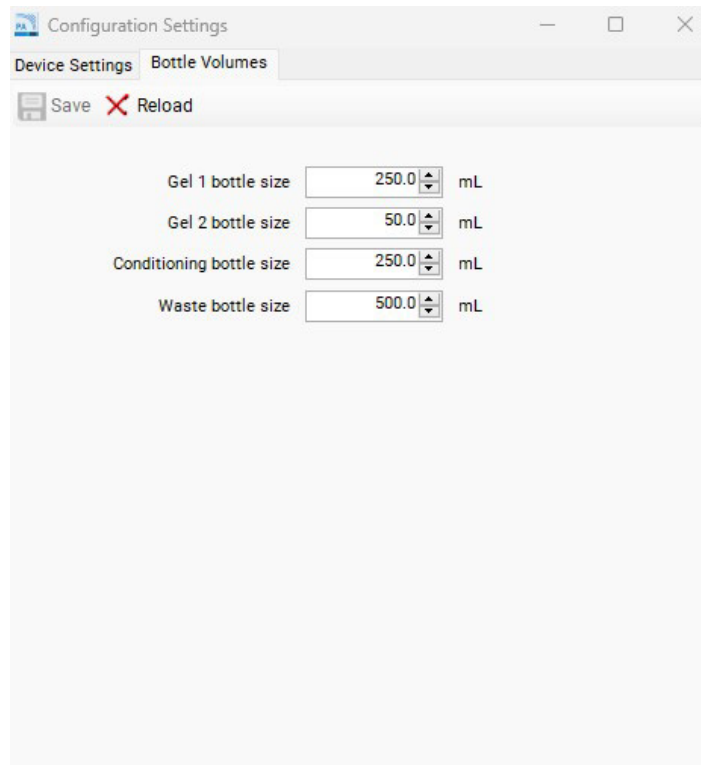 PA Configuration Settings
Device Settings Bottle Volumes
Save Reload
Gel 1 bottle size 250.0 mL
Gel 2 bottle size 50.0 mL
Conditioning bottle size 250.0 mL
Waste bottle size 500.0 mL